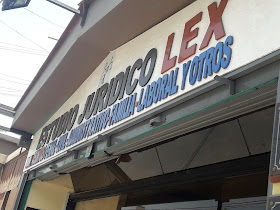 ESTUDIO JURIDICO LEX
ADMINISTRATIVO-FAMILIA-LABORAL Y OTROS